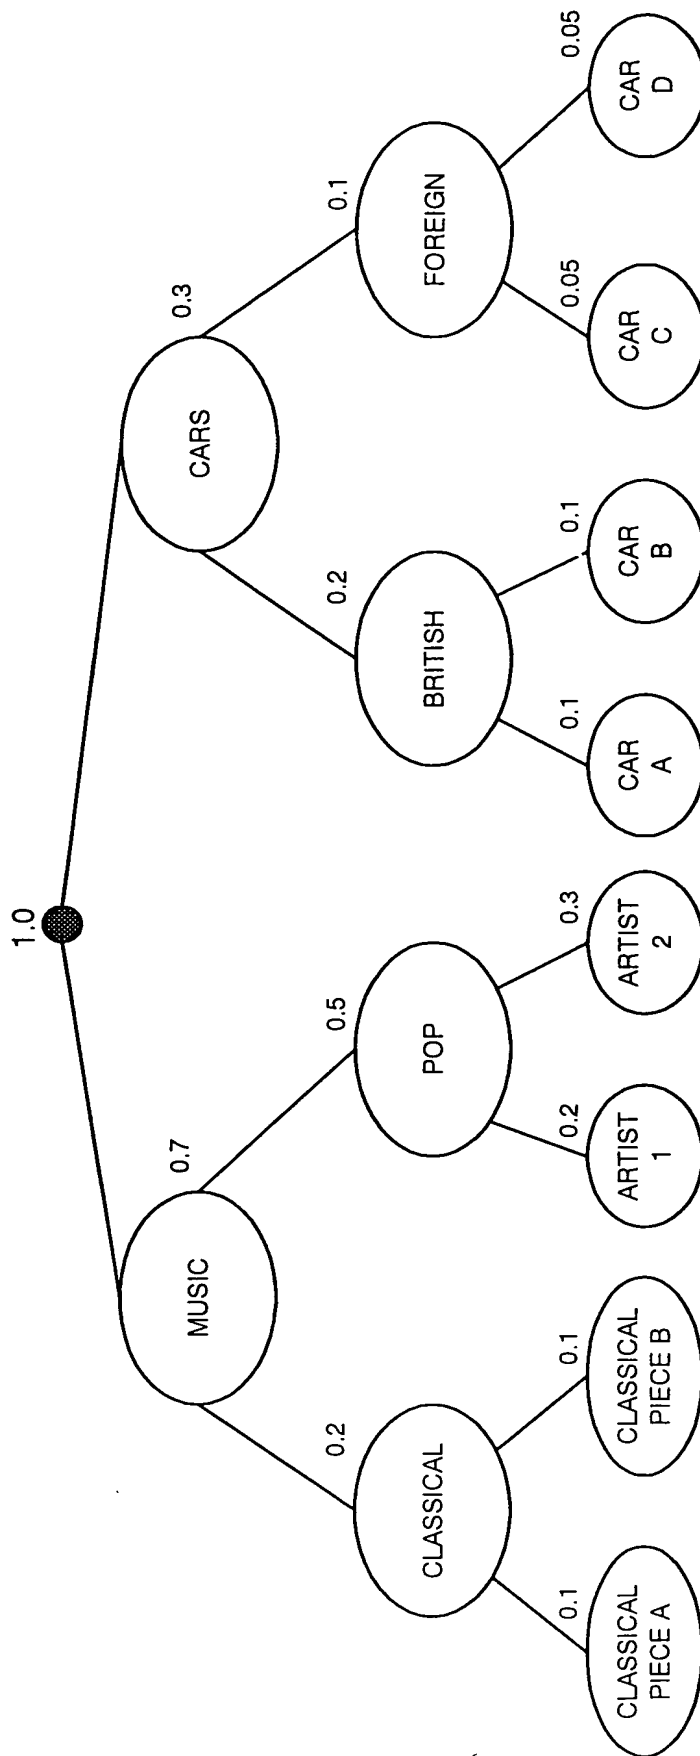 1.0
0.7
0.3
MUSIC
CARS
0.2
0.5
0.2
0.1
CLASSICAL
POP
BRITISH
FOREIGN
0.1
0.1
0.2
0.3
0.1
0.1
0.05
0.05
CLASSICAL
PIECE A
CLASSICAL
PIECE B
ARTIST
1
ARTIST
2
CAR
A
CAR
B
CAR
C
CAR
D